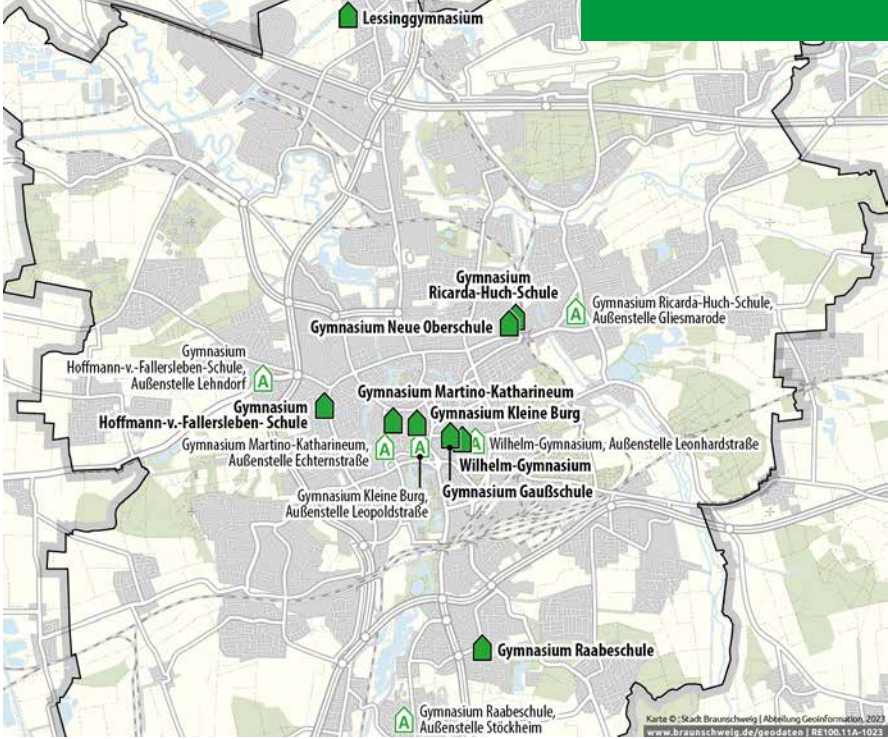 Lessinggymnasium
Gymnasium
Ricarda-Huch-Schule
Gymnasium Ricarda-Huch-Schule,
Außenstelle Gliesmarode
A
Gymnasium Neue Oberschule
Gymnasium
Hoffmann-v.-Fallersleben-Schule,
Außenstelle Lehndorf
A
Gymnasium
Hoffmann-v.-Fallersleben- Schule
Gymnasium Martino-Katharineum
Gymnasium Kleine Burg
Gymnasium Martino-Katharineum,
Außenstelle Echternstraße
A
A
A
Wilhelm-Gymnasium, Außenstelle Leonhardstraße
Wilhelm-Gymnasium
Gymnasium Kleine Burg,
Außenstelle Leopoldstraße
Gymnasium Gaußschule
Gymnasium Raabeschule
A
Gymnasium Raabeschule,
Außenstelle Stöckheim
Karte © : Stadt Braunschweig | Abteilung Geoinformation, 2023
www.braunschweig.de/geodaten | RE100.11A-1023